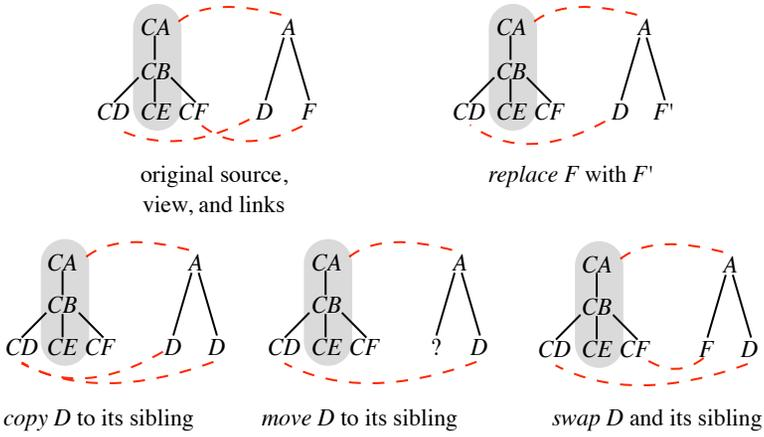 CA A
CB
CD CE CF D F
original source,
view, and links
CA A
CB
CD CE CF D F'
replace F with F'
CA A
CB
CD CE CF D D
copy D to its sibling
CA A
CB
CD CE CF ? D
move D to its sibling
CA A
CB
CD CE CF F D
swap D and its sibling